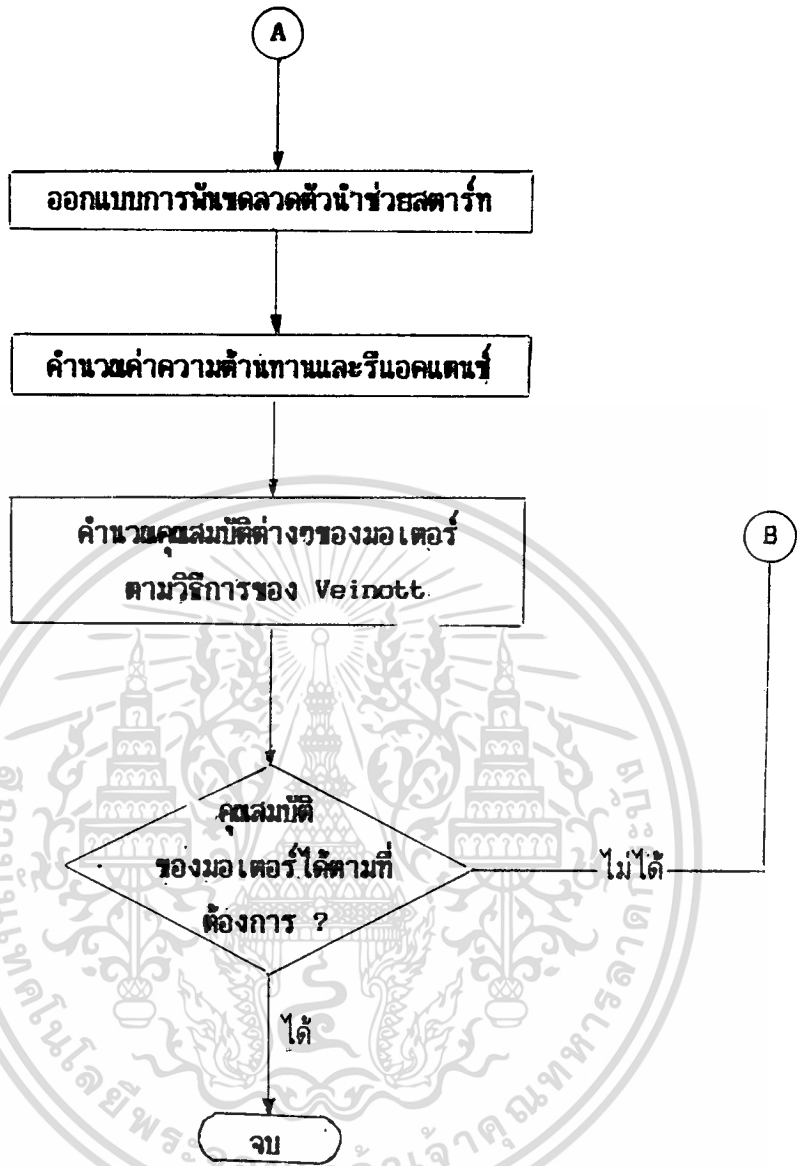 A
ออกแบบการพันขดลวดตัวนำช่วยสตาร์ท
คำนวณค่าความต้านทานและรีแอคแตนซ์
คำนวณคุณสมบัติต่างๆของมอเตอร์
ตามวิธีการของ Veinott
B
คุณสมบัติ
ของมอเตอร์ได้ตามที่
ต้องการ ?
ไม่ได้
ได้
จบ